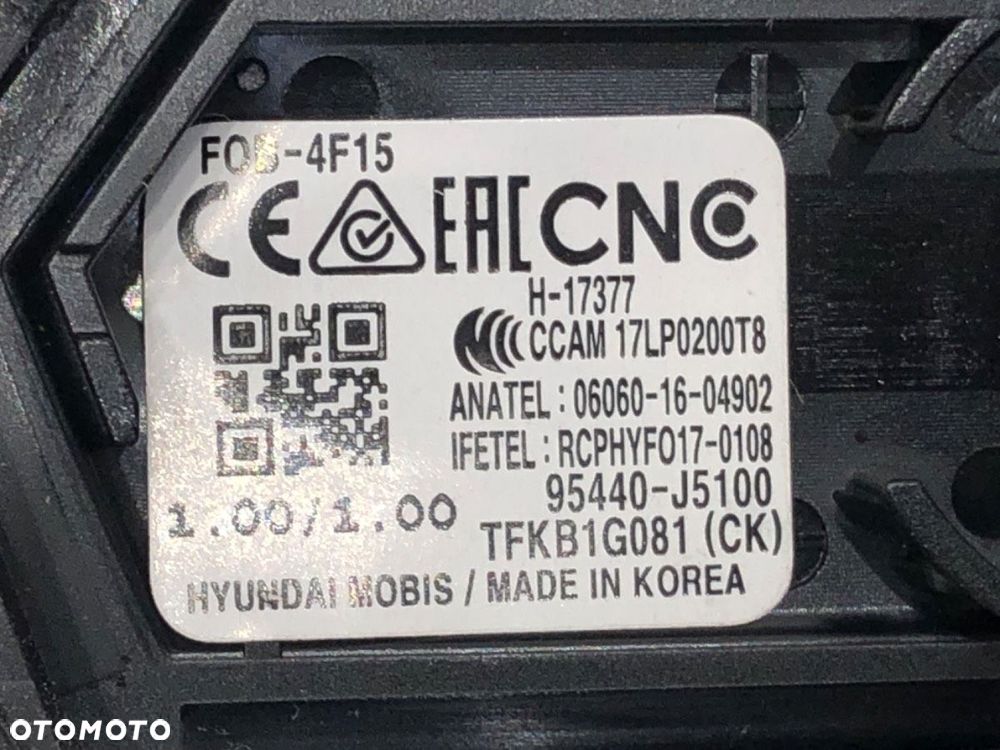 FOB-4F15
CE EAC CNC
H-17377
CCAM 17LP0200T8
ANATEL : 06060-16-04902
IFETEL : RCPHYFO17-0108
95440-J5100
1.00/1.00
TFKB1G081 (CK)
HYUNDAI MOBIS / MADE IN KOREA
OTOMOTO